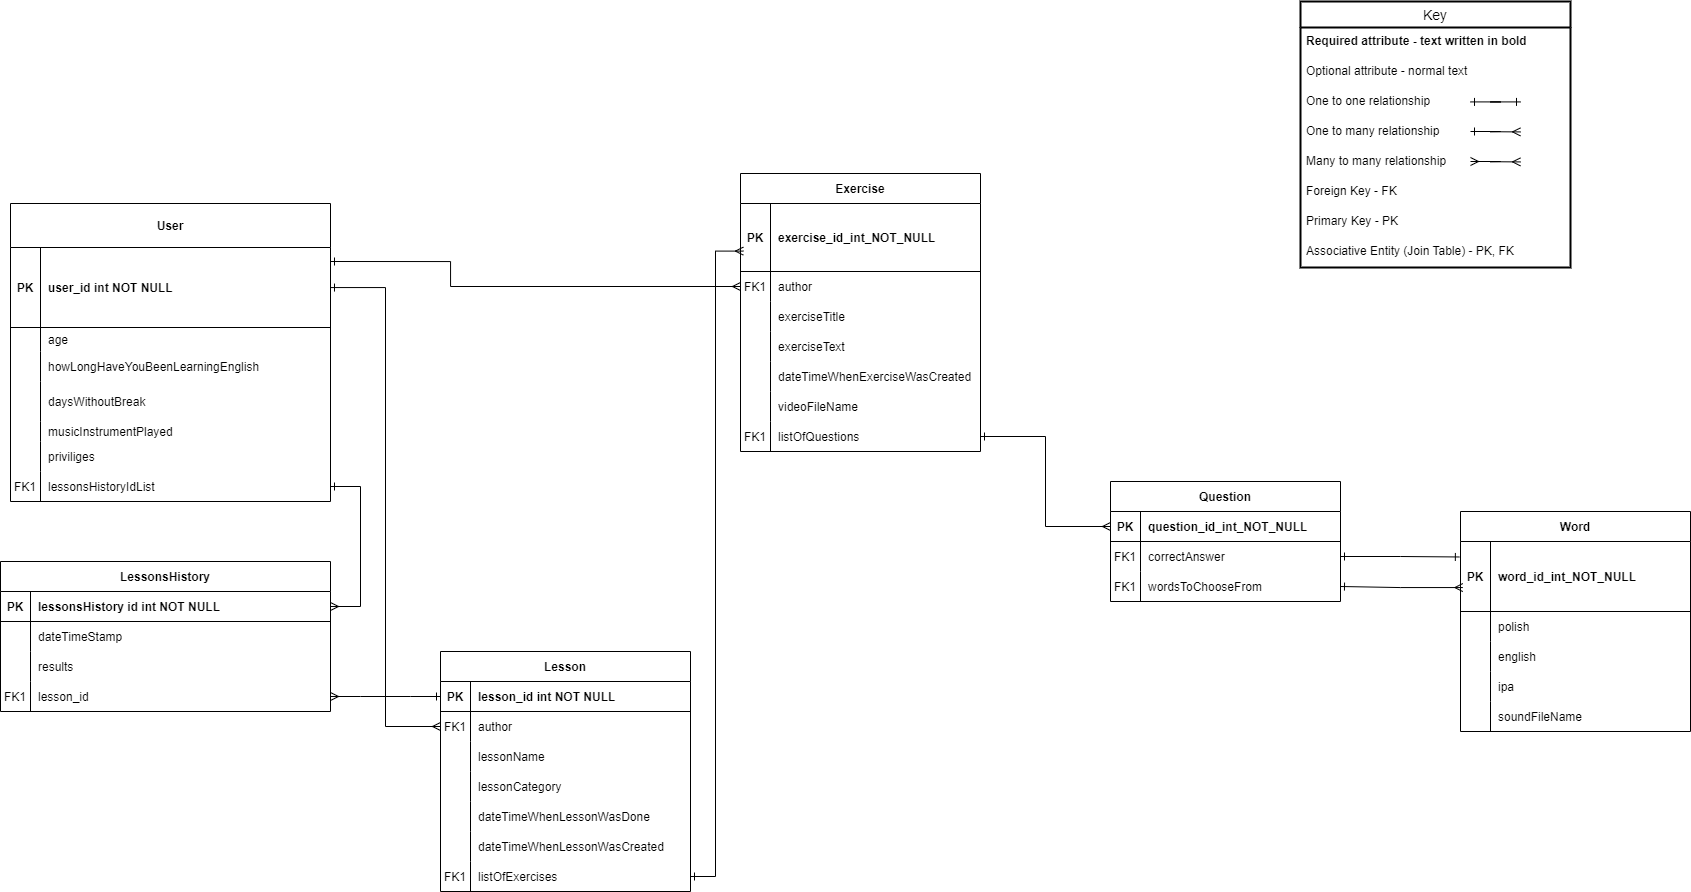 Key
Required attribute - text written in bold
Optional attribute - normal text
One to one relationship
One to many relationship
Many to many relationship
Foreign Key - FK
Primary Key - PK
Associative Entity (Join Table) - PK, FK
Exercise
PK exercise_id_int_NOT_NULL
FK1 author
exerciseTitle
exerciseText
dateTimeWhenExerciseWasCreated
videoFileName
FK1 listOfQuestions
User
PK user_id int NOT NULL
age
howLongHaveYouBeenLearningEnglish
daysWithoutBreak
musicInstrumentPlayed
priviliges
FK1 lessonsHistoryIdList
LessonsHistory
PK lessonsHistory id int NOT NULL
dateTimeStamp
results
FK1 lesson_id
Lesson
PK lesson_id int NOT NULL
FK1 author
lessonName
lessonCategory
dateTimeWhenLessonWasDone
dateTimeWhenLessonWasCreated
FK1 listOfExercises
Question
PK question_id_int_NOT_NULL
FK1 correctAnswer
FK1 wordsToChooseFrom
Word
PK word_id_int_NOT_NULL
polish
english
ipa
soundFileName